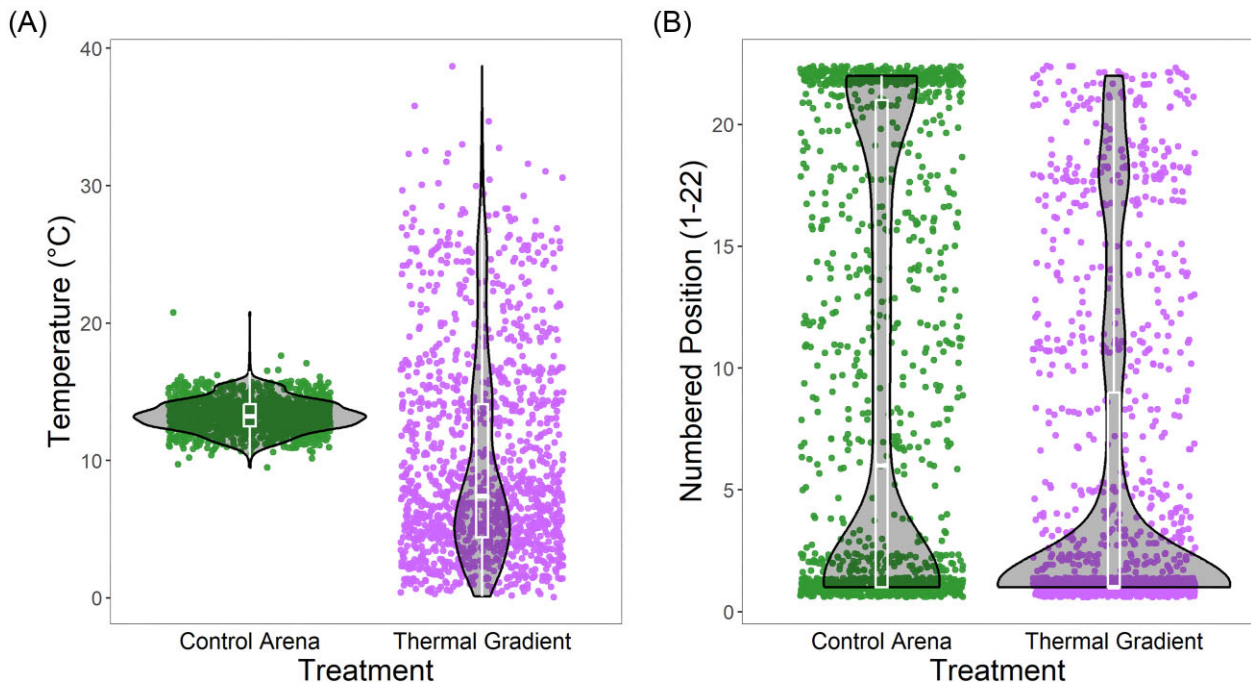 (A)
Temperature (°C)
40
30
20
10
0
Control Arena Thermal Gradient
Treatment
(B)
Numbered Position (1-22)
20
15
10
5
0
Control Arena Thermal Gradient
Treatment